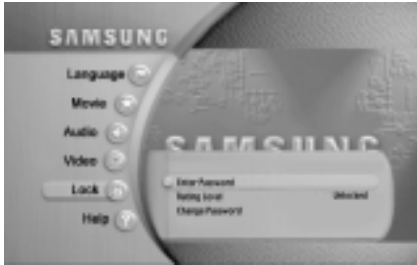 SAMSUNG
Language
Movie
Audio
Video
Lock
Help
SAMSUNG
Enter Password
Rating Level Unlocked
Change Password